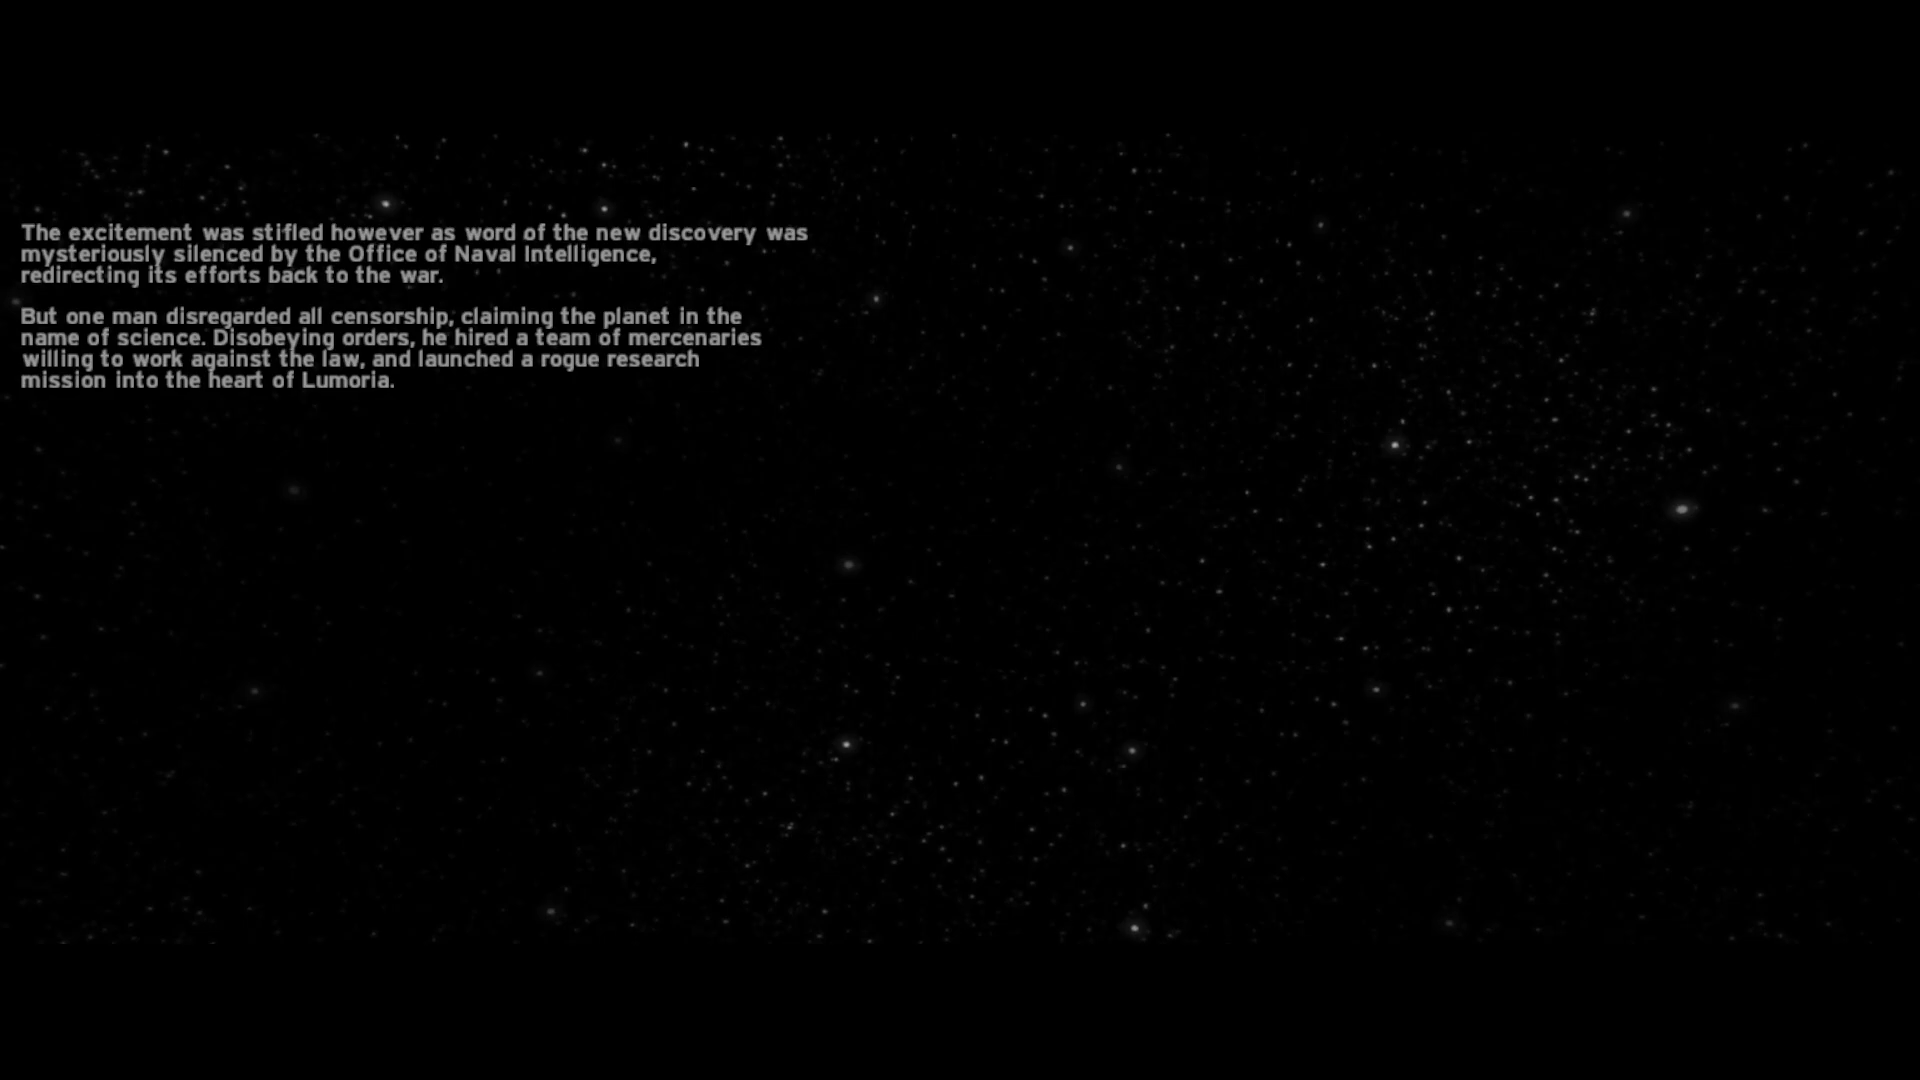 The excitement was stifled however as word of the new discovery was
mysteriously silenced by the Office of Naval Intelligence,
redirecting its efforts back to the war.
But one man disregarded all censorship, claiming the planet in the
name of science. Disobeying orders, he hired a team of mercenaries
willing to work against the law, and launched a rogue research
mission into the heart of Lumoria.